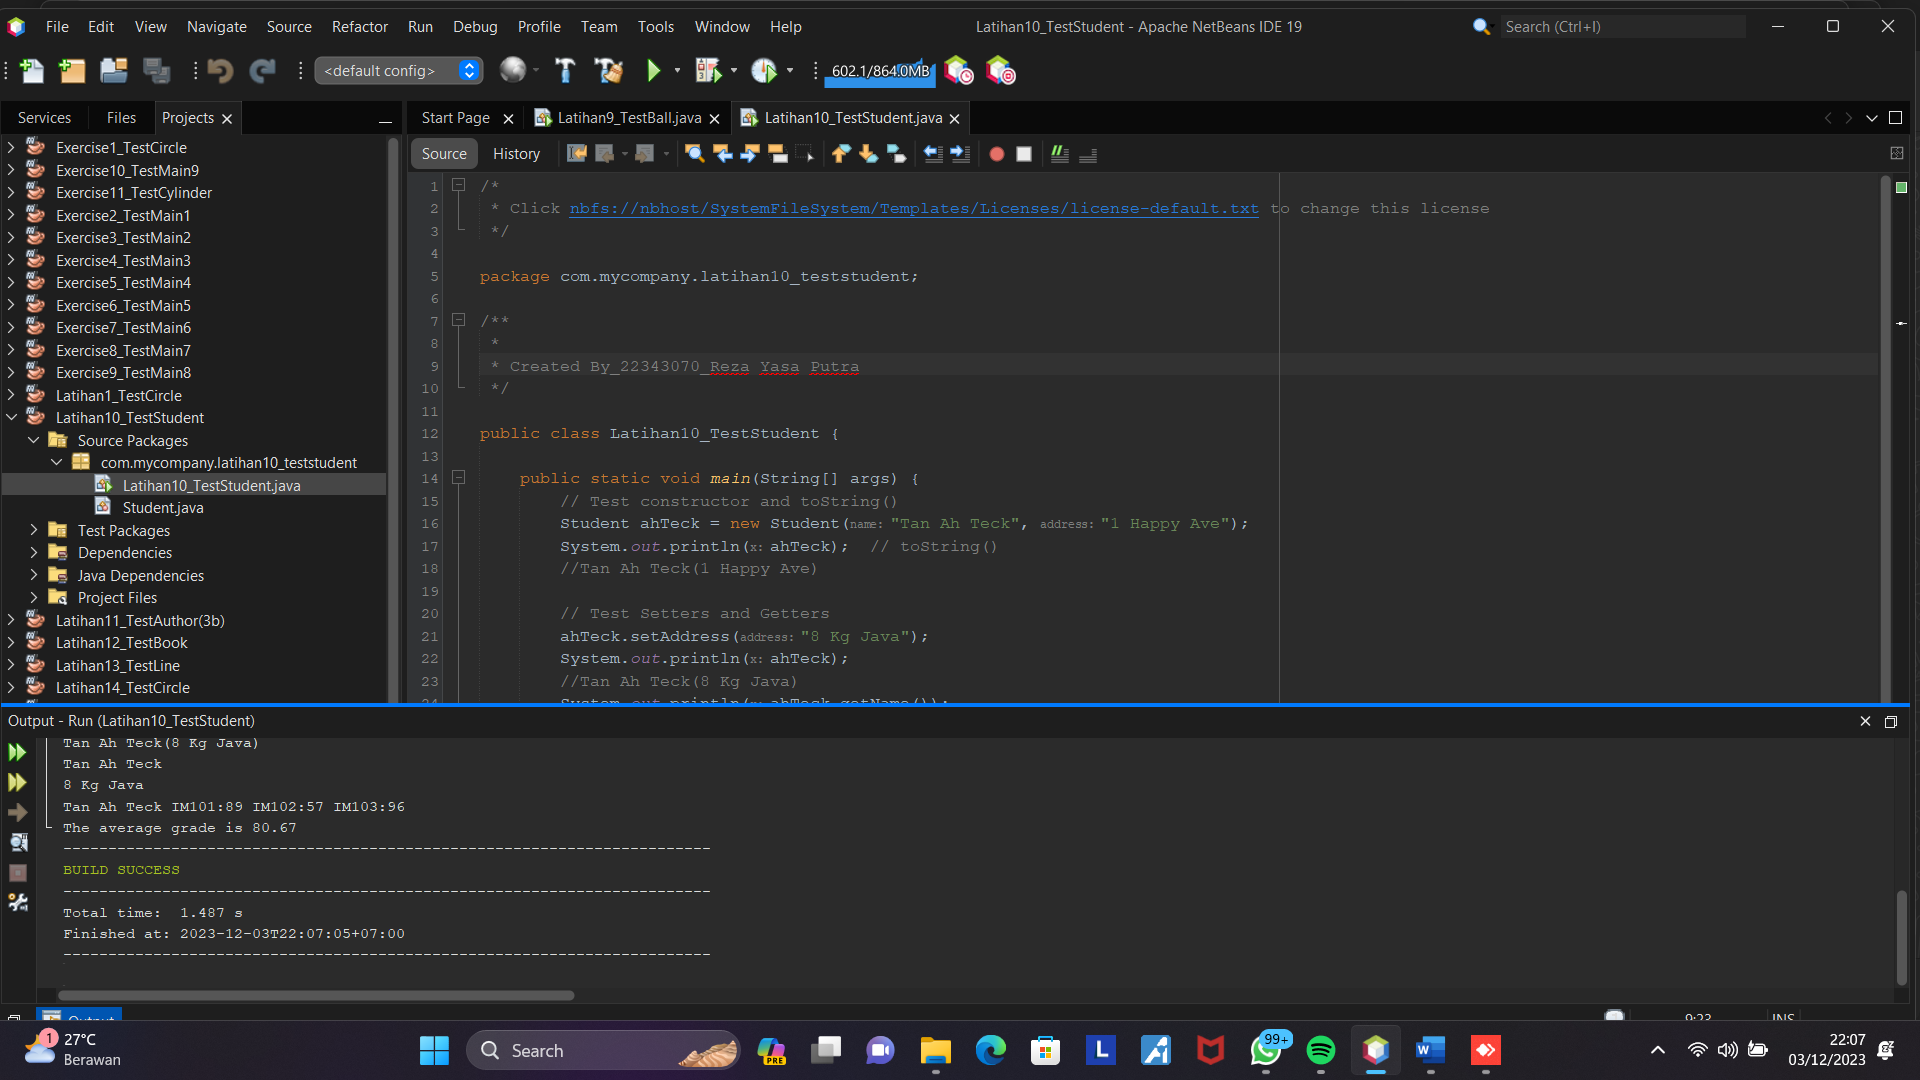 File Edit View Navigate Source Refactor Run Debug Profile Team Tools Window Help
Latihan10_TestStudent - Apache NetBeans IDE 19
Search (Ctrl+I)
<default config>
602.1/864.0MB
Services Files Projects
Start Page Latihan9_TestBall.java Latihan10_TestStudent.java
Source History
Exercise1_TestCircle
Exercise10_TestMain9
Exercise11_TestCylinder
Exercise2_TestMain1
Exercise3_TestMain2
Exercise4_TestMain3
Exercise5_TestMain4
Exercise6_TestMain5
Exercise7_TestMain6
Exercise8_TestMain7
Exercise9_TestMain8
Latihan1_TestCircle
Latihan10_TestStudent
Source Packages
com.mycompany.latihan10_teststudent
Latihan10_TestStudent.java
Student.java
Test Packages
Dependencies
Java Dependencies
Project Files
Latihan11_TestAuthor(3b)
Latihan12_TestBook
Latihan13_TestLine
Latihan14_TestCircle
1 /*
2 * Click nbfs://nbhost/SystemFileSystem/Templates/Licenses/license-default.txt to change this license
3 */
4
5 package com.mycompany.latihan10_teststudent;
6
7 /**
8 *
9 * Created By_22343070_Reza Yasa Putra
10 */
11
12 public class Latihan10_TestStudent {
13
14 public static void main(String[] args) {
15 // Test constructor and toString()
16 Student ahTeck = new Student(name: "Tan Ah Teck", address: "1 Happy Ave");
17 System.out.println(x: ahTeck); // toString()
18 //Tan Ah Teck(1 Happy Ave)
19
20 // Test Setters and Getters
21 ahTeck.setAddress(address: "8 Kg Java");
22 System.out.println(x: ahTeck);
23 //Tan Ah Teck(8 Kg Java)
24 System.out.println(x: ahTeck.getName());
Output - Run (Latihan10_TestStudent)
Tan Ah Teck(8 Kg Java)
Tan Ah Teck
8 Kg Java
Tan Ah Teck IM101:89 IM102:57 IM103:96
The average grade is 80.67
------------------------------------------------------------------------
BUILD SUCCESS
------------------------------------------------------------------------
Total time:  1.487 s
Finished at: 2023-12-03T22:07:05+07:00
------------------------------------------------------------------------
Output
9:23 INS
1
27°C
Berawan
Search
PRE
L
99+
W
22:07
03/12/2023